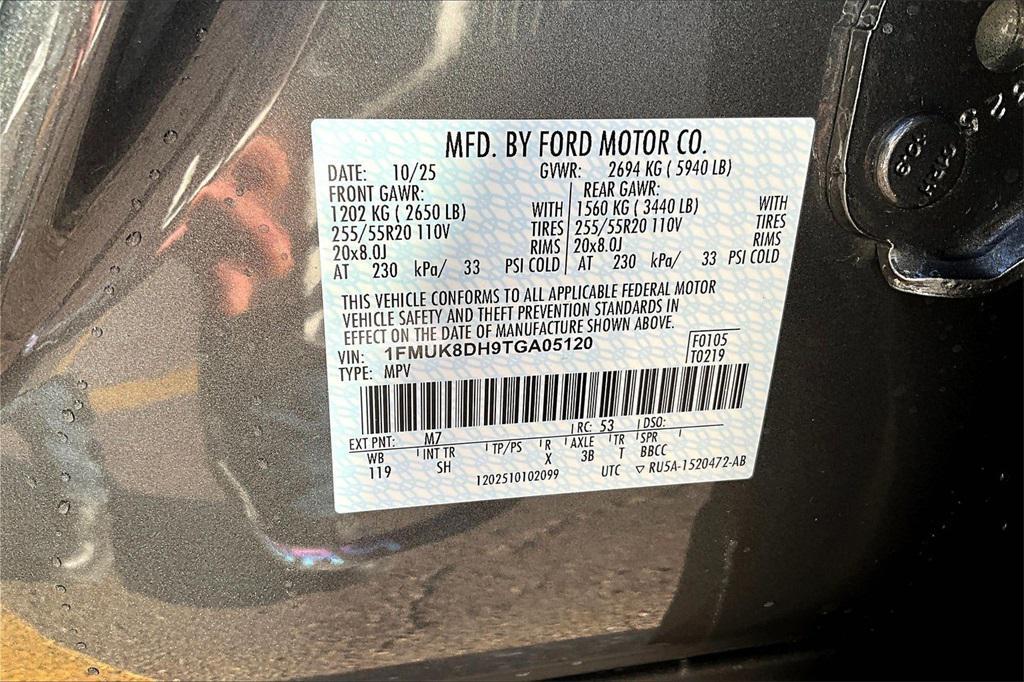 MFD. BY FORD MOTOR CO.
DATE: 10/25 GVWR: 2694 KG ( 5940 LB)
FRONT GAWR: REAR GAWR:
1202 KG ( 2650 LB) WITH 1560 KG ( 3440 LB) WITH
255/55R20 110V TIRES 255/55R20 110V TIRES
20x8.0J RIMS 20x8.0J RIMS
AT 230 kPa/ 33 PSI COLD AT 230 kPa/ 33 PSI COLD
THIS VEHICLE CONFORMS TO ALL APPLICABLE FEDERAL MOTOR
VEHICLE SAFETY AND THEFT PREVENTION STANDARDS IN
EFFECT ON THE DATE OF MANUFACTURE SHOWN ABOVE.
VIN: 1FMUK8DH9TGA05120 F0105
TYPE: MPV T0219
EXT PNT: M7 RC: 53 DSO:
WB INT TR TP/PS R AXLE TR SPR
119 SH X 3B T BBCC
1202510102099 UTC ▽ RU5A-1520472-AB